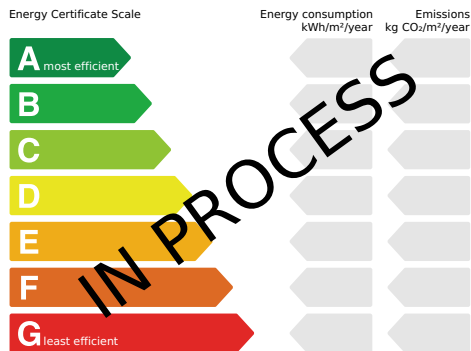 Energy Certificate Scale
Energy consumption
kWh/m²/year
Emissions
kg CO₂/m²/year
A most efficient
B
C
D
E
F
G least efficient
IN PROCESS